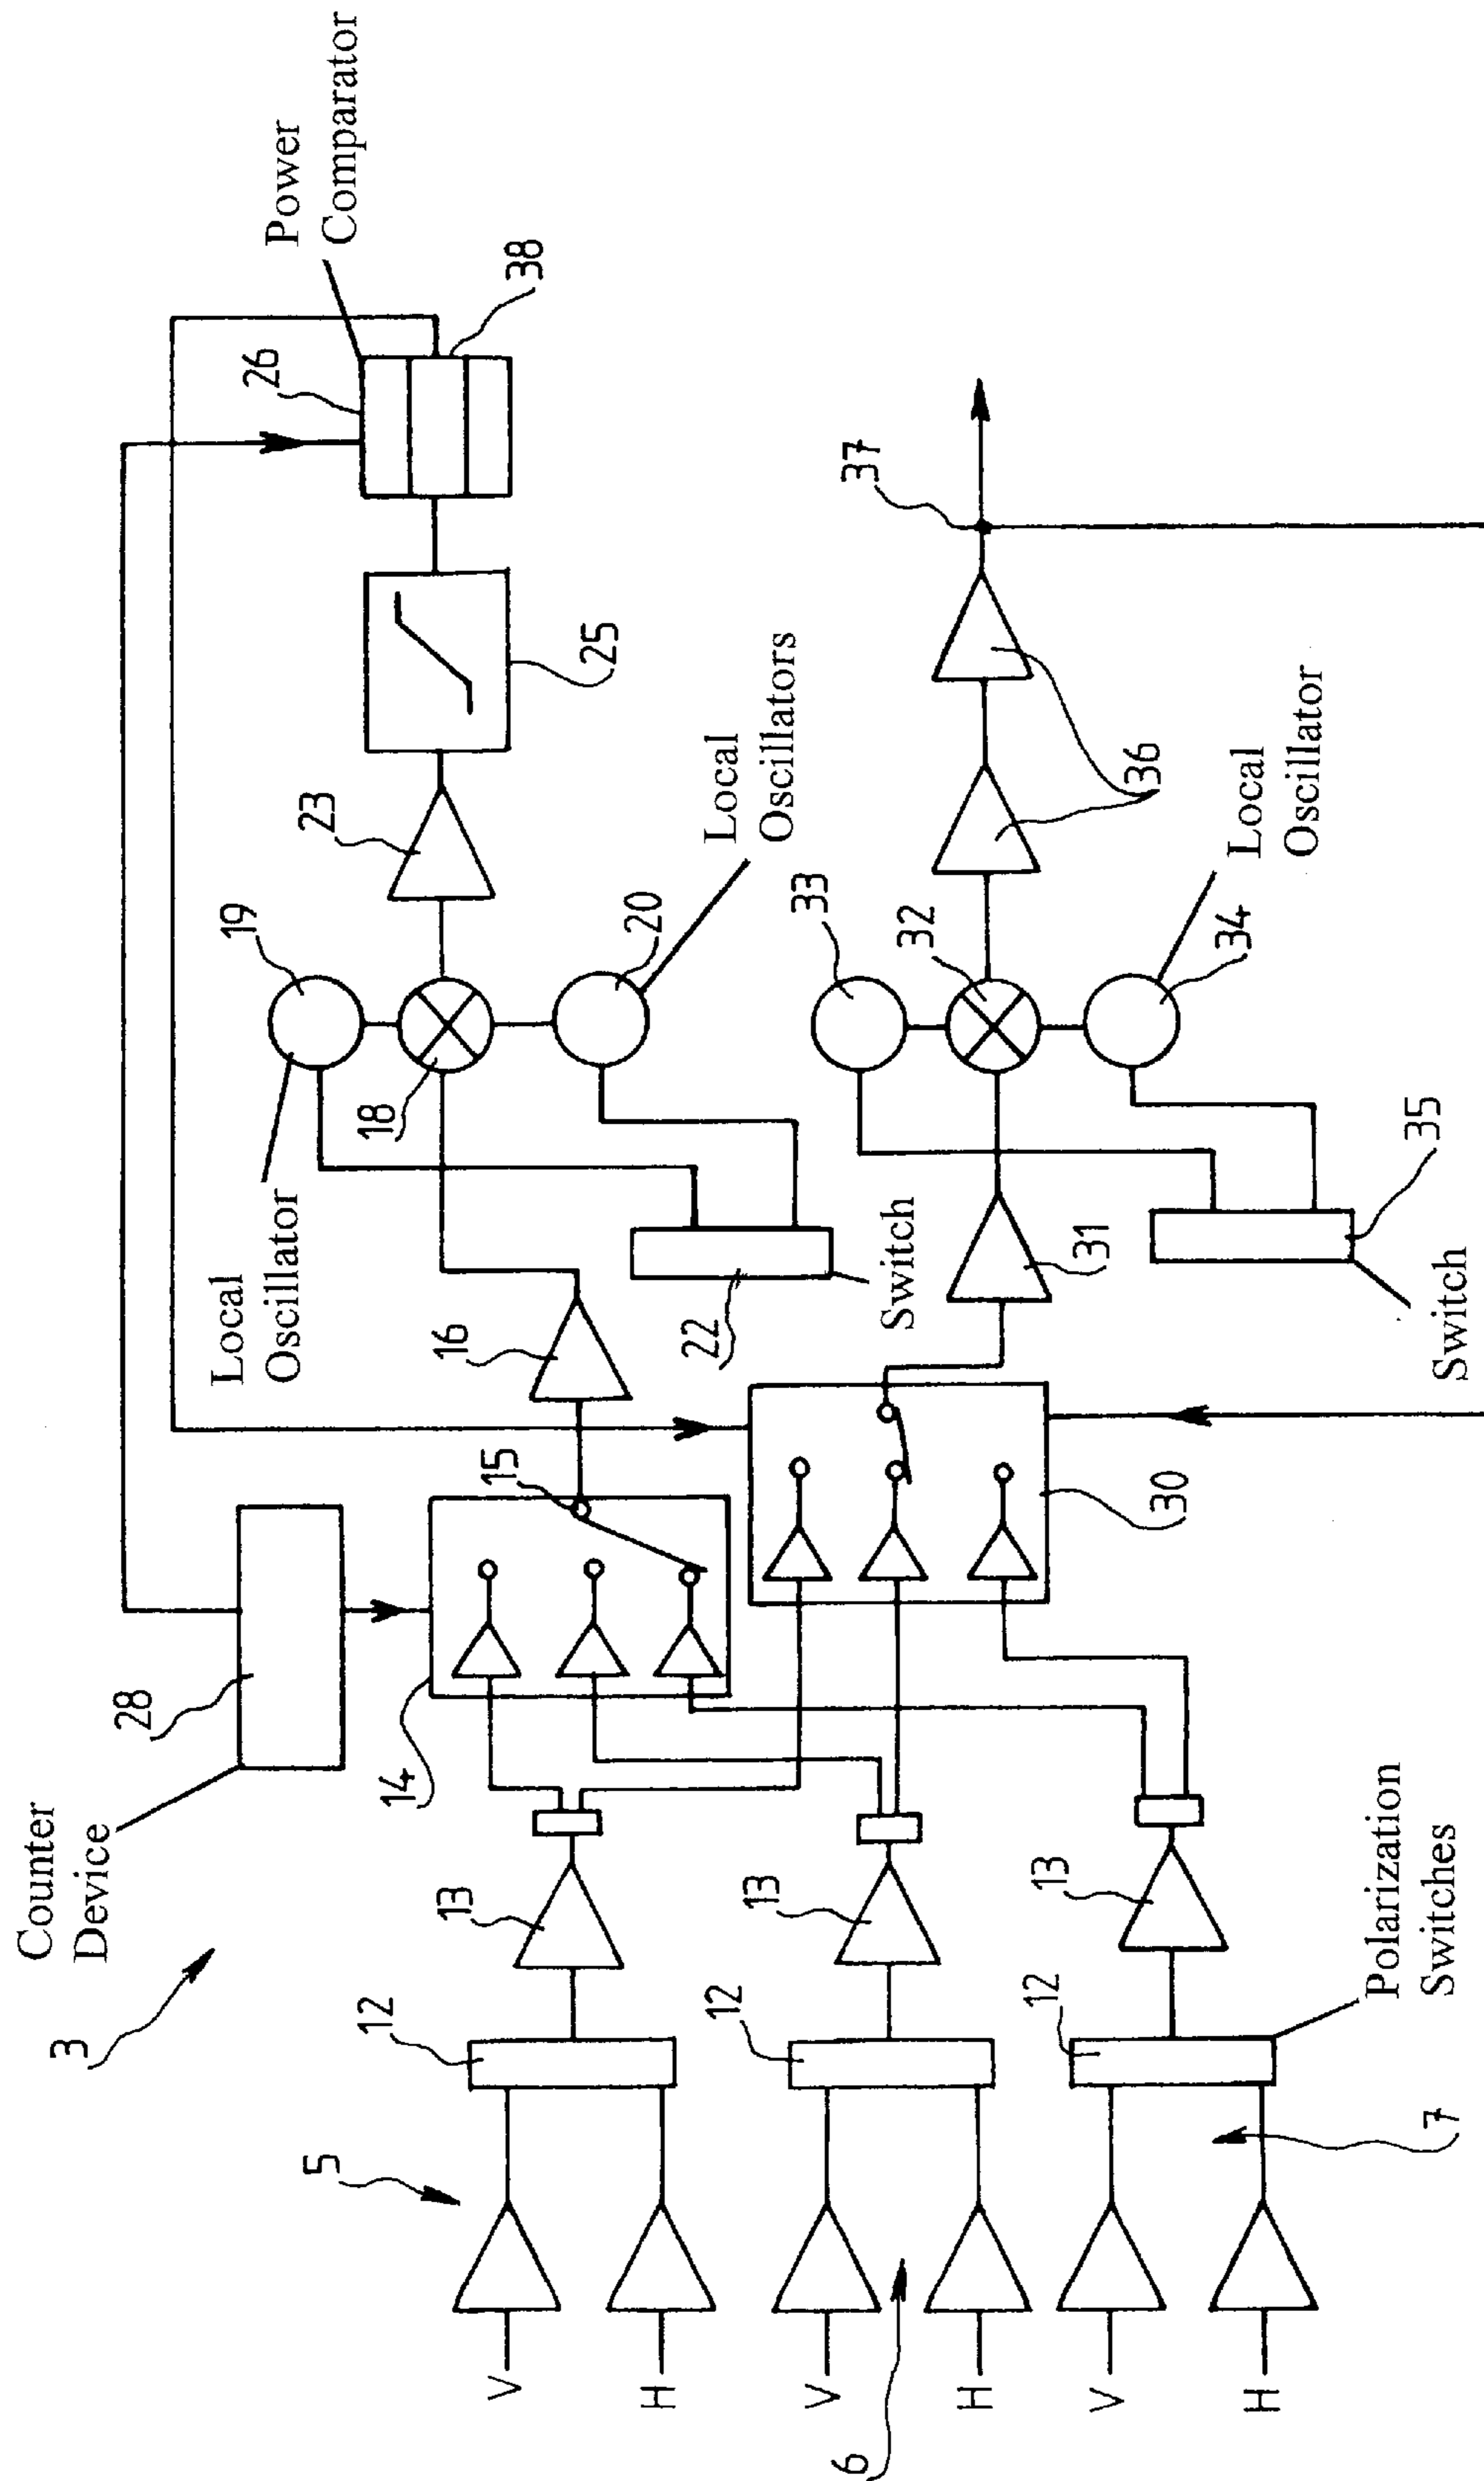 3
Counter
Device
28
Power
Comparator
26
38
Local
Oscillator
19
18
23
25
20
Local
Oscillators
16
22
Switch
14
15
5
V
H
12
13
6
V
H
12
13
30
31
32
33
34
Local
Oscillator
35
Switch
36
37
7
V
H
12
13
Polarization
Switches